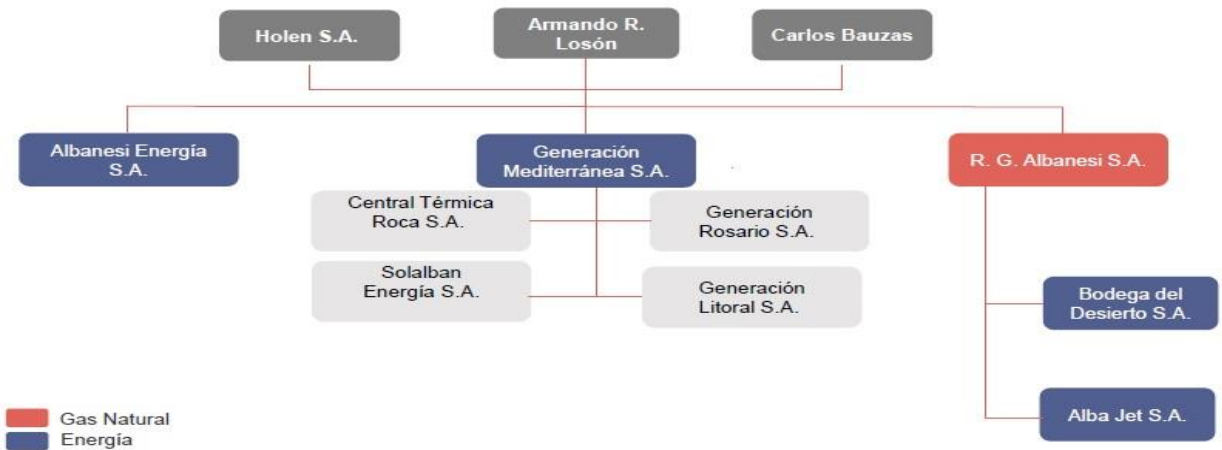 Holen S.A.
Armando R.
Losón
Carlos Bauzas
Albanesi Energía
S.A.
Generación
Mediterránea S.A.
R. G. Albanesi S.A.
Central Térmica
Roca S.A.
Generación
Rosario S.A.
Solalban
Energía S.A.
Generación
Litoral S.A.
Bodega del
Desierto S.A.
Alba Jet S.A.
Gas Natural
Energía